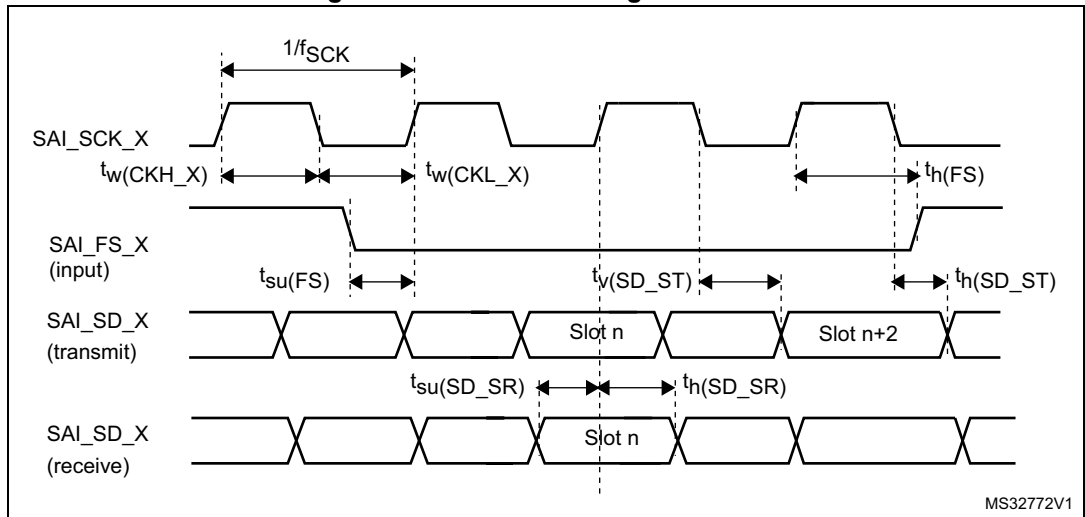 1/fSCK
SAI_SCK_X
tw(CKH_X)
tw(CKL_X)
th(FS)
SAI_FS_X
(input)
tsu(FS)
tv(SD_ST)
th(SD_ST)
SAI_SD_X
(transmit)
Slot n
Slot n+2
tsu(SD_SR)
th(SD_SR)
SAI_SD_X
(receive)
Slot n
MS32772V1